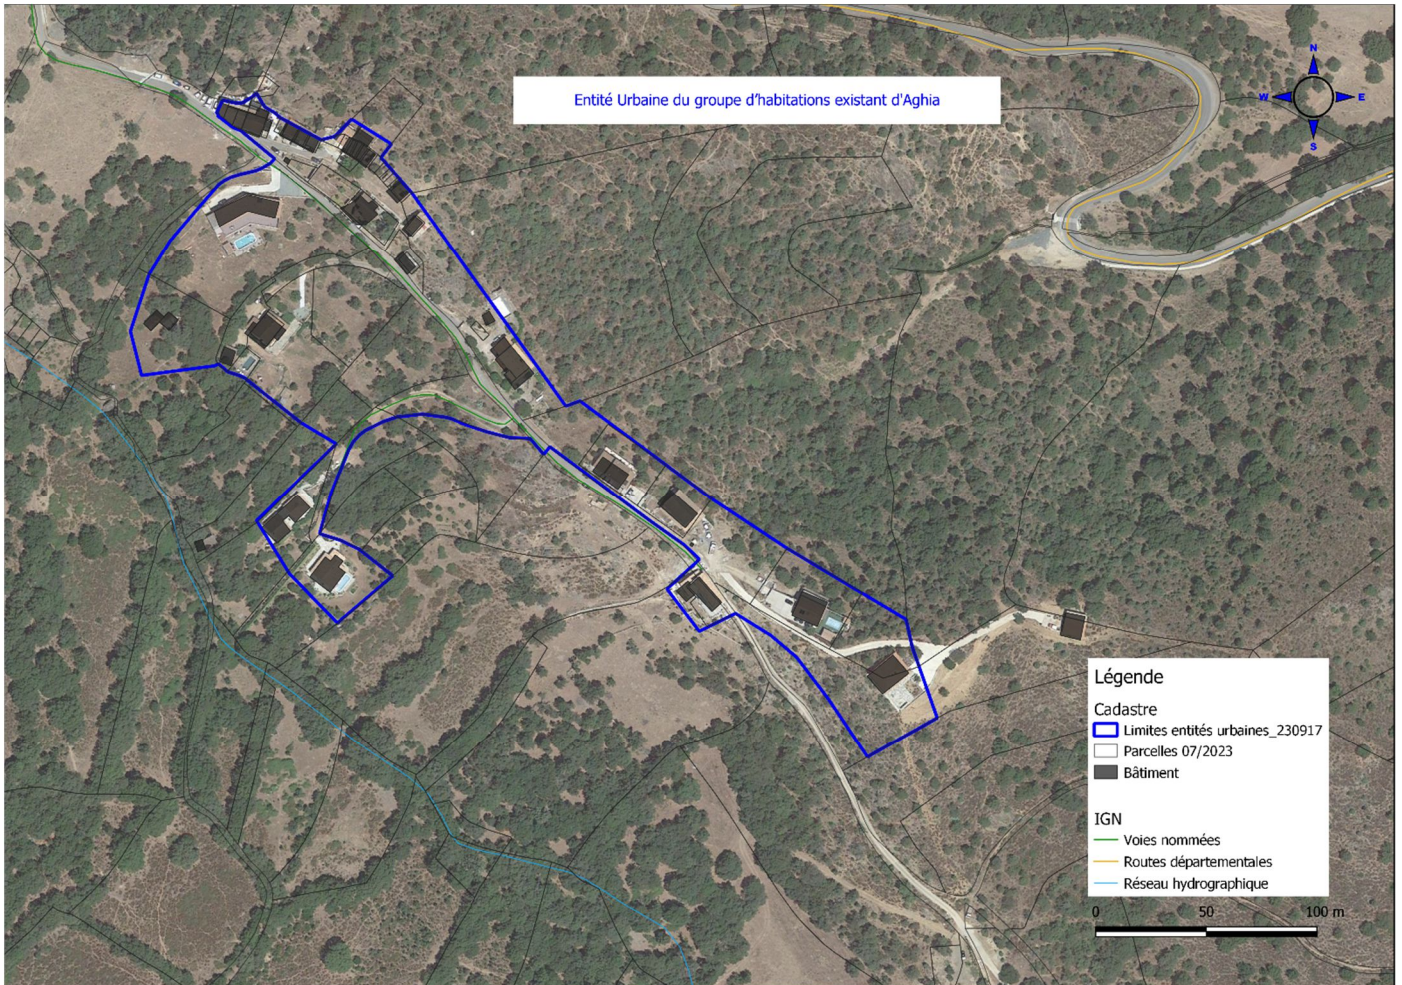 Entité Urbaine du groupe d'habitations existant d'Aghia
N
W E
S
Légende
Cadastre
Limites entités urbaines_230917
Parcelles 07/2023
Bâtiment
IGN
Voies nommées
Routes départementales
Réseau hydrographique
0 50 100 m